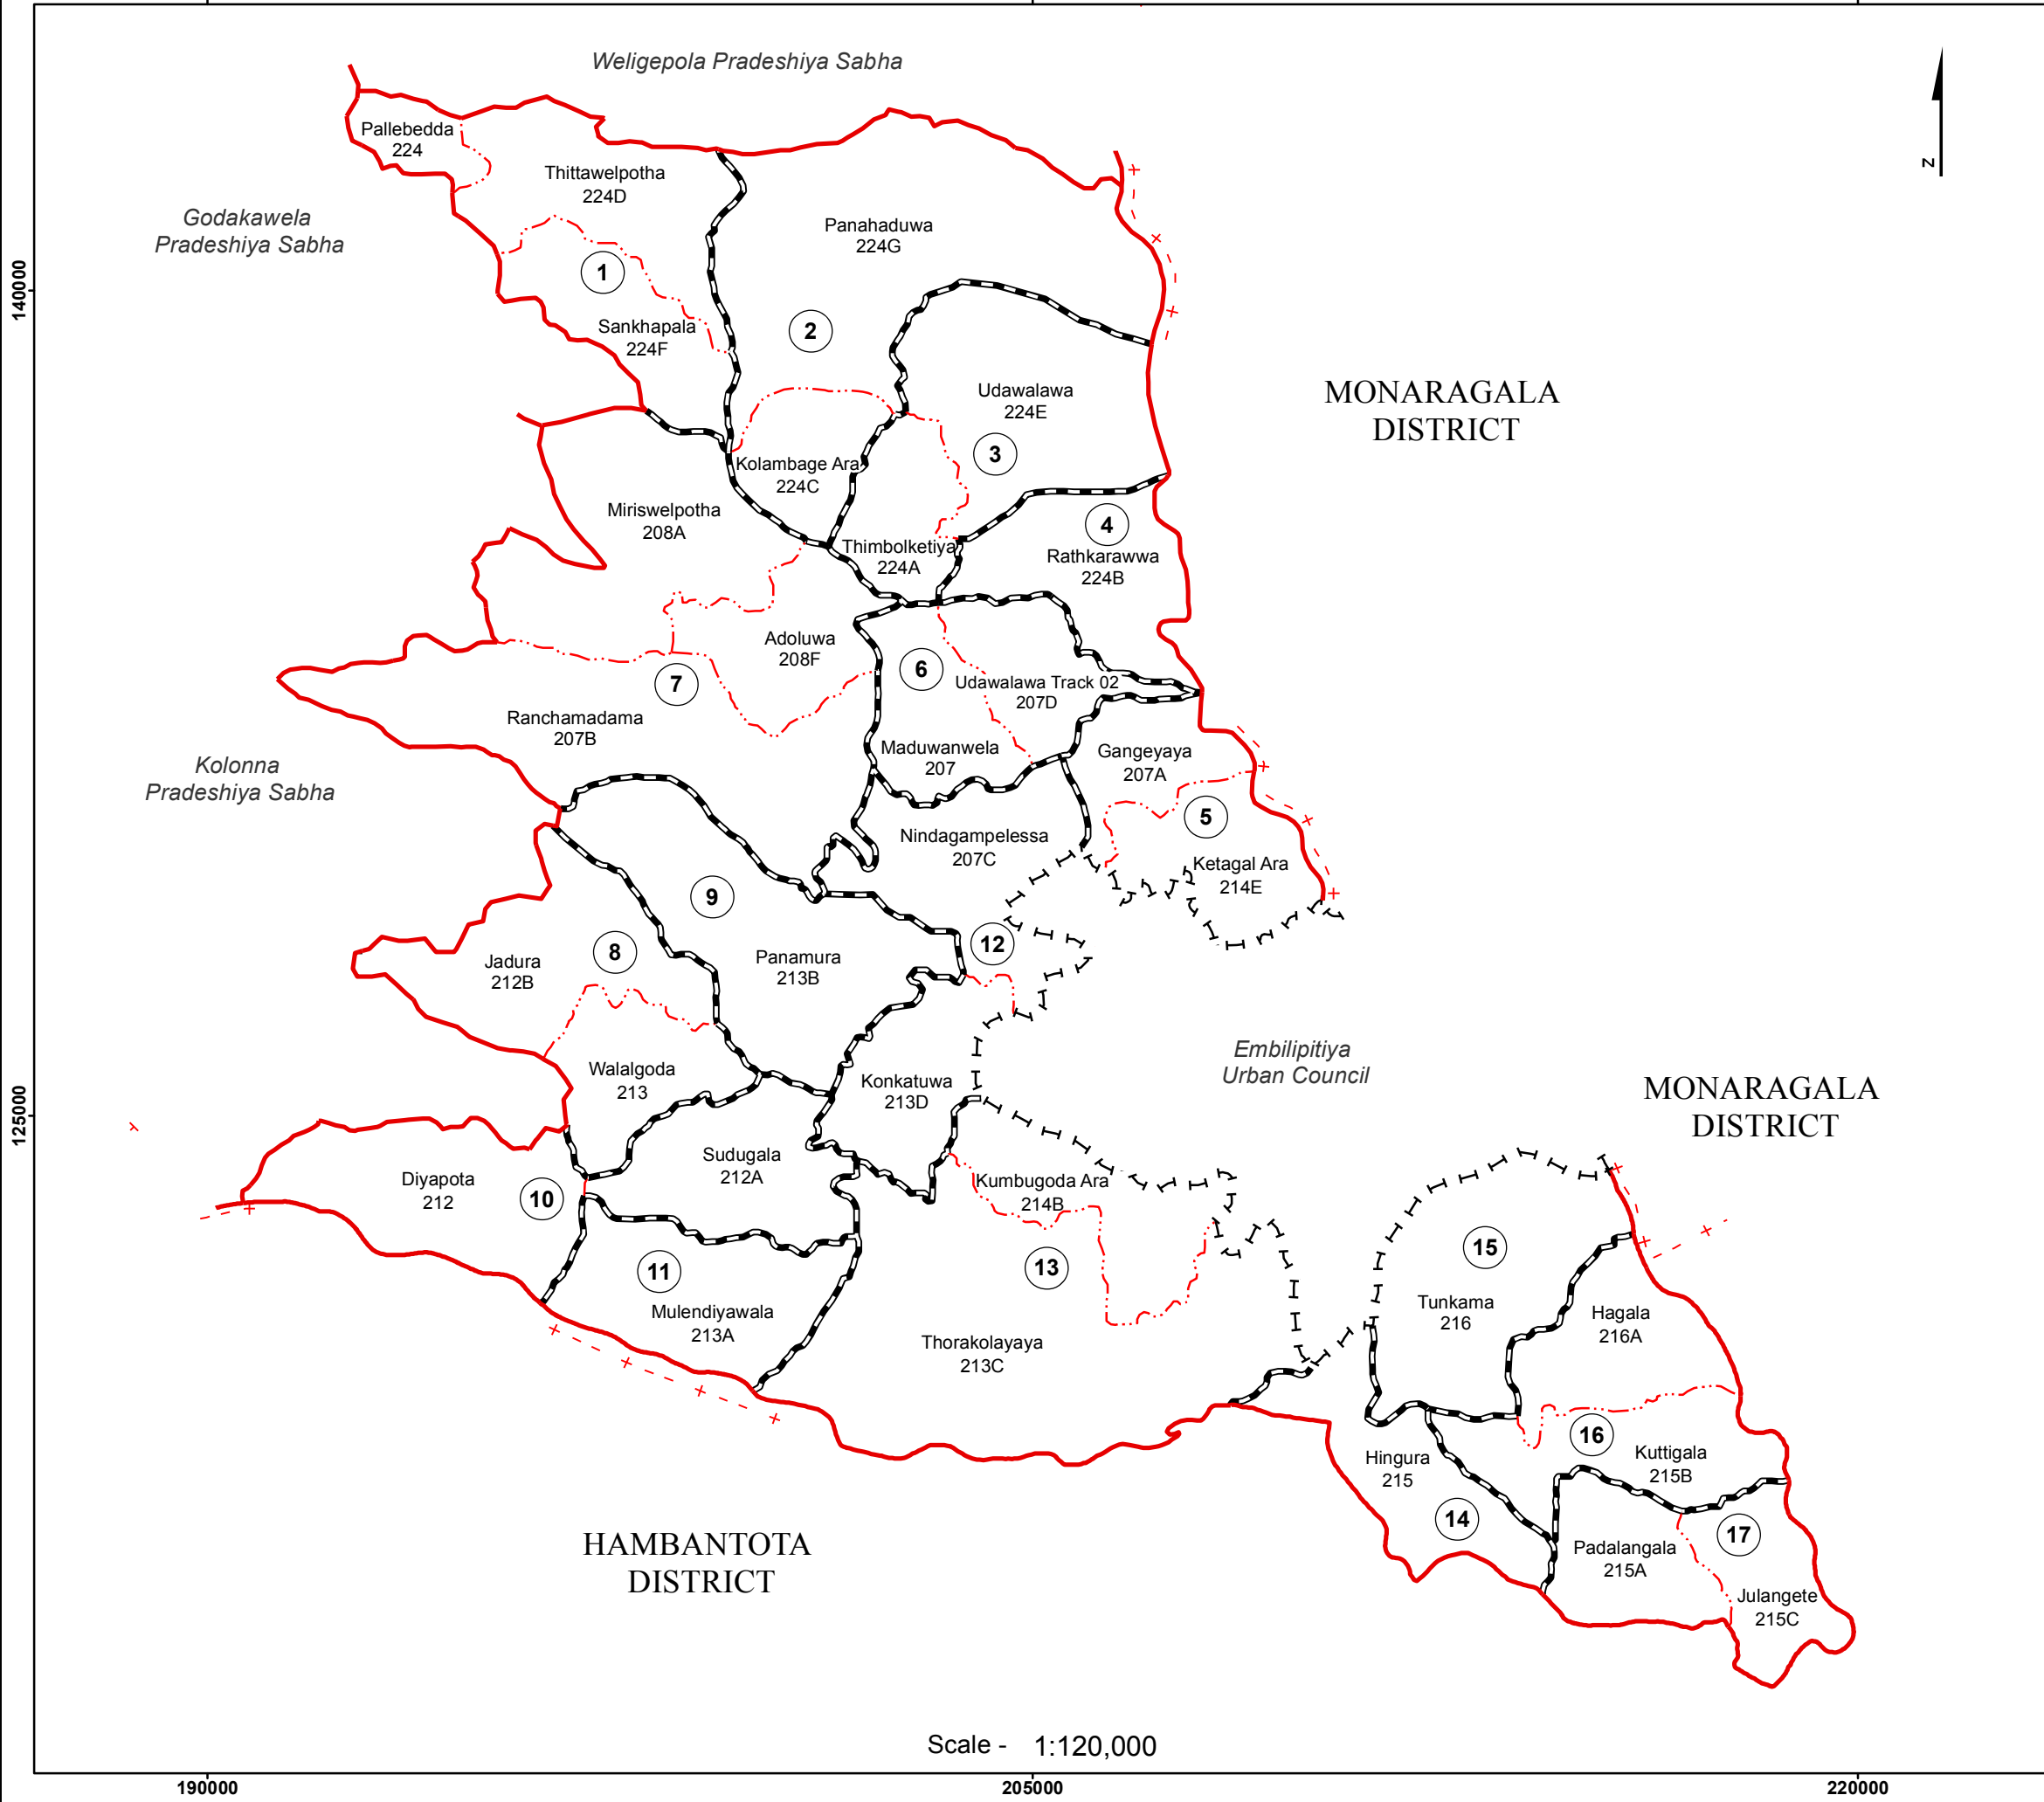 Weligepola Pradeshiya Sabha
Pallebedda
224
Thittawelpotha
224D
N
Godakawela
Pradeshiya Sabha
Panahaduwa
224G
1
140000
Sankhapala
224F
2
Udawalawa
224E
MONARAGALA
DISTRICT
3
Kolambage Ara
224C
Miriswelpotha
208A
4
Thimbolketiya
224A
Rathkarawwa
224B
Adoluwa
208F
6
7
Udawalawa Track 02
207D
Ranchamadama
207B
Maduwanwela
207
Gangeyaya
207A
Kolonna
Pradeshiya Sabha
5
Nindagampelessa
207C
Ketagal Ara
214E
9
12
8
Jadura
212B
Panamura
213B
Embilipitiya
Urban Council
Walalgoda
213
Konkatuwa
213D
MONARAGALA
DISTRICT
125000
Sudugala
212A
Diyapota
212
10
Kumbugoda Ara
214B
15
11
13
Mulendiyawala
213A
Tunkama
216
Hagala
216A
Thorakolayaya
213C
16
Hingura
215
Kuttigala
215B
14
17
HAMBANTOTA
DISTRICT
Padalangala
215A
Julangete
215C
Scale - 1:120,000
190000
205000
220000